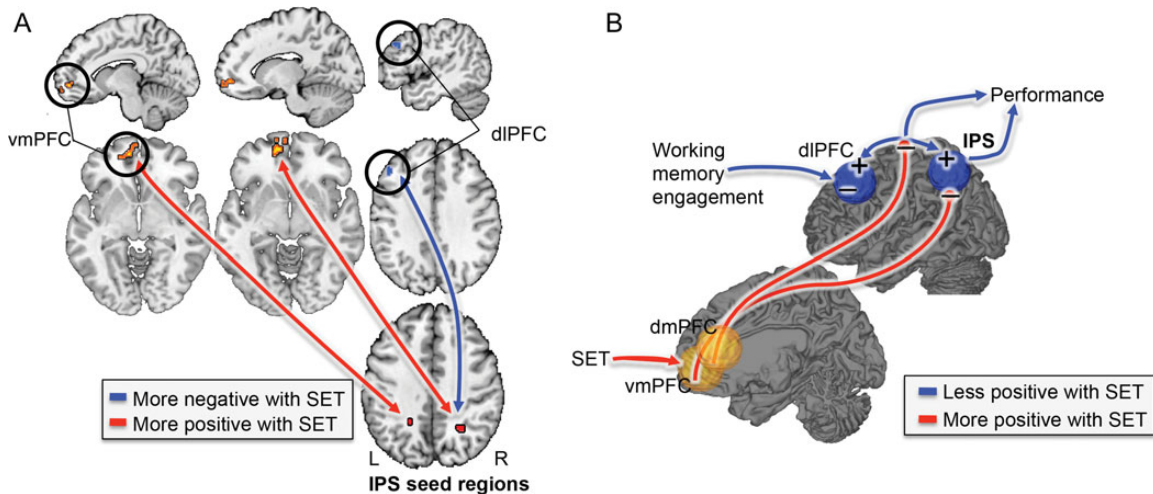 A
vmPFC
dlPFC
More negative with SET
More positive with SET
L
R
IPS seed regions
B
Performance
IPS
dlPFC
+
+
−
−
−
Working
memory
engagement
dmPFC
SET
vmPFC
Less positive with SET
More positive with SET